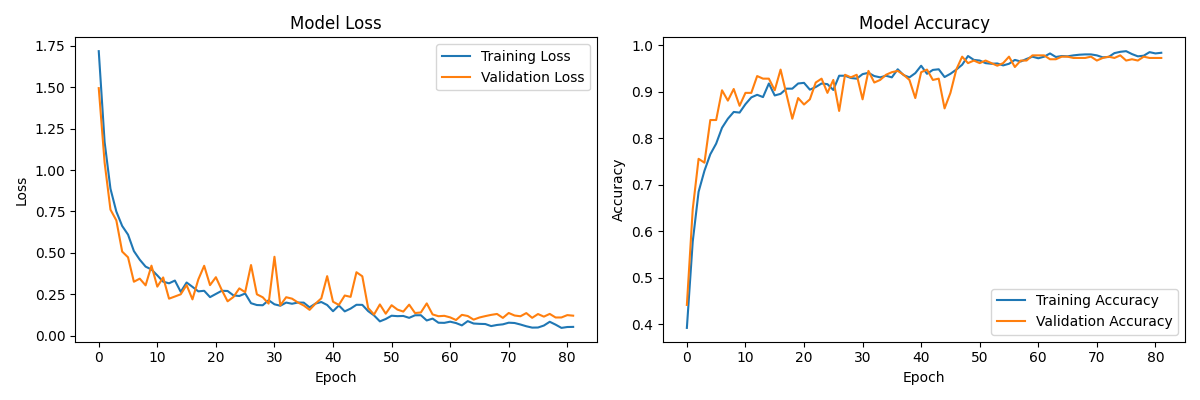 Model Loss
1.75
1.50
1.25
1.00
0.75
0.50
0.25
0.00
Loss
0 10 20 30 40 50 60 70 80
Epoch
Training Loss
Validation Loss
Model Accuracy
1.0
0.9
0.8
0.7
0.6
0.5
0.4
Accuracy
0 10 20 30 40 50 60 70 80
Epoch
Training Accuracy
Validation Accuracy